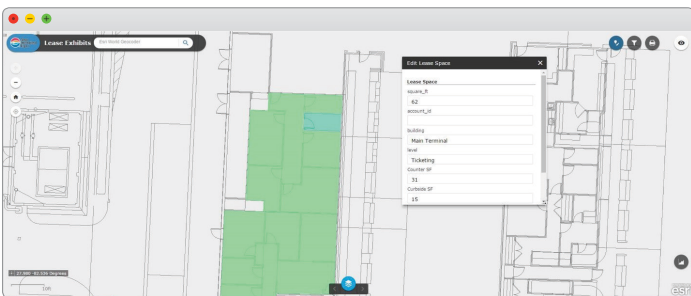 Lease Exhibits
Edit Lease Space
Lease Space
square_ft
62
account_id
building
Main Terminal
level
Ticketing
Counter SF
31
Curbside SF
15
esri